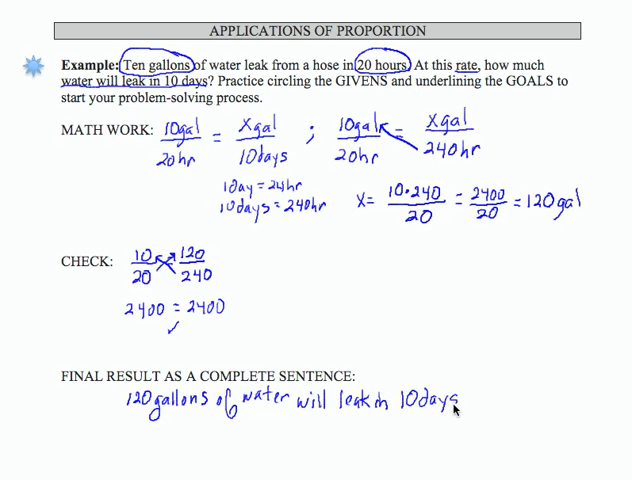 APPLICATIONS OF PROPORTION
Example: Ten gallons of water leak from a hose in 20 hours. At this rate, how much
water will leak in 10 days? Practice circling the GIVENS and underlining the GOALS to
start your problem-solving process.
MATH WORK: 10gal/20hr = xgal/10days ; 10gal/20hr = xgal/240hr
1day = 24hr
10days = 240hr
x = 10·240/20 = 2400/20 = 120gal
CHECK: 10/20 120/240
2400 = 2400
✓
FINAL RESULT AS A COMPLETE SENTENCE:
120 gallons of water will leak in 10 days